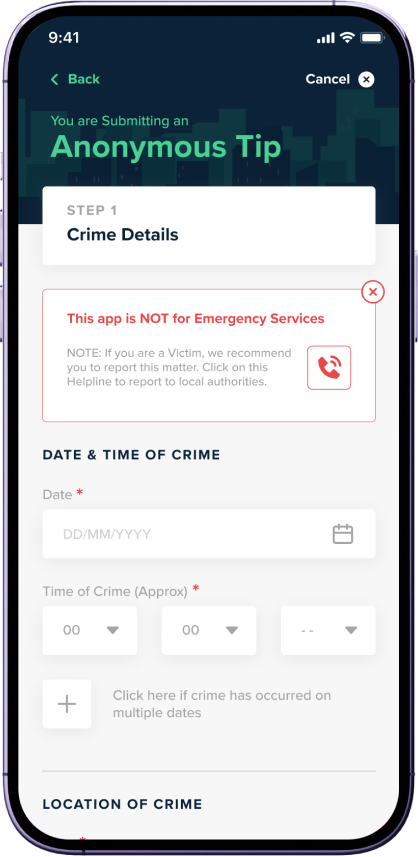 9:41
Back
Cancel
You are Submitting an
Anonymous Tip
STEP 1
Crime Details
This app is NOT for Emergency Services
NOTE: If you are a Victim, we recommend
you to report this matter. Click on this
Helpline to report to local authorities.
DATE & TIME OF CRIME
Date *
DD/MM/YYYY
Time of Crime (Approx) *
00
00
--
Click here if crime has occurred on
multiple dates
LOCATION OF CRIME
*